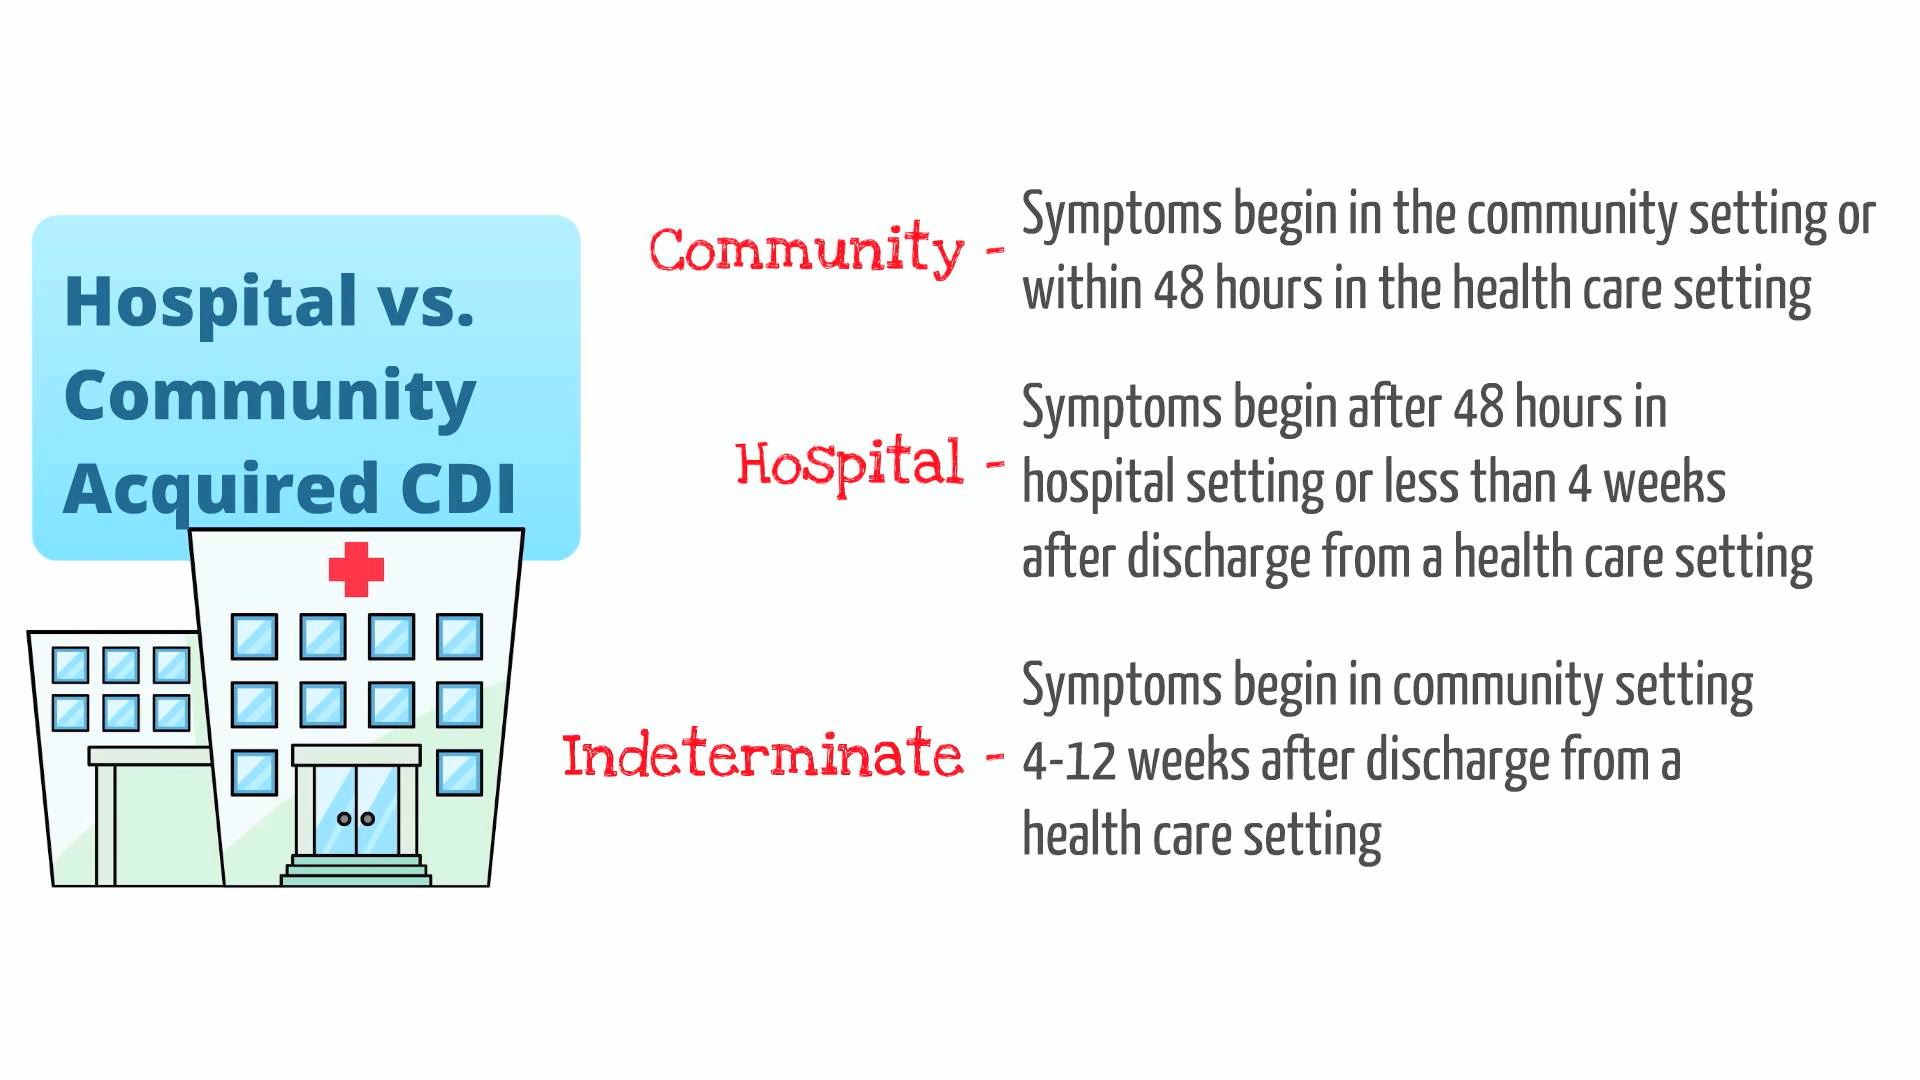 Hospital vs.
Community
Acquired CDI
Community -
Symptoms begin in the community setting or
within 48 hours in the health care setting
Hospital -
Symptoms begin after 48 hours in
hospital setting or less than 4 weeks
after discharge from a health care setting
Indeterminate -
Symptoms begin in community setting
4-12 weeks after discharge from a
health care setting